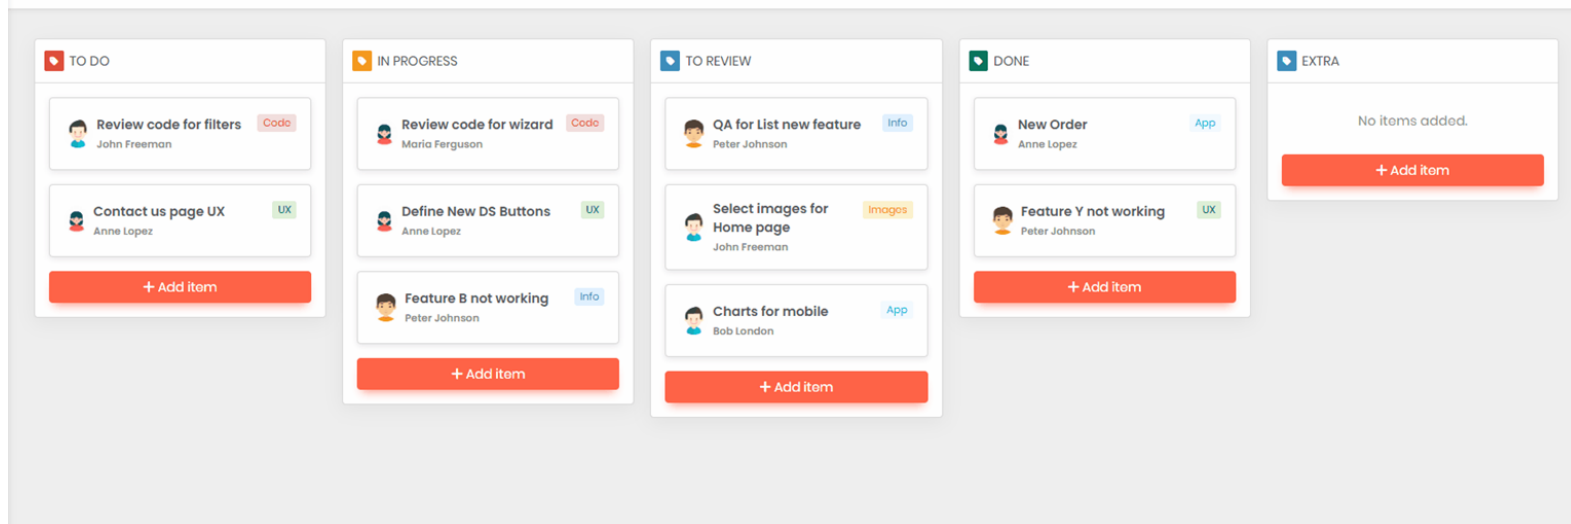 TO DO
Review code for filters
Code
John Freeman
Contact us page UX
UX
Anne Lopez
+ Add item
IN PROGRESS
Review code for wizard
Code
Maria Ferguson
Define New DS Buttons
UX
Anne Lopez
Feature B not working
Info
Peter Johnson
+ Add item
TO REVIEW
QA for List new feature
Info
Peter Johnson
Select images for
Home page
Images
John Freeman
Charts for mobile
App
Bob London
+ Add item
DONE
New Order
App
Anne Lopez
Feature Y not working
UX
Peter Johnson
+ Add item
EXTRA
No items added.
+ Add item